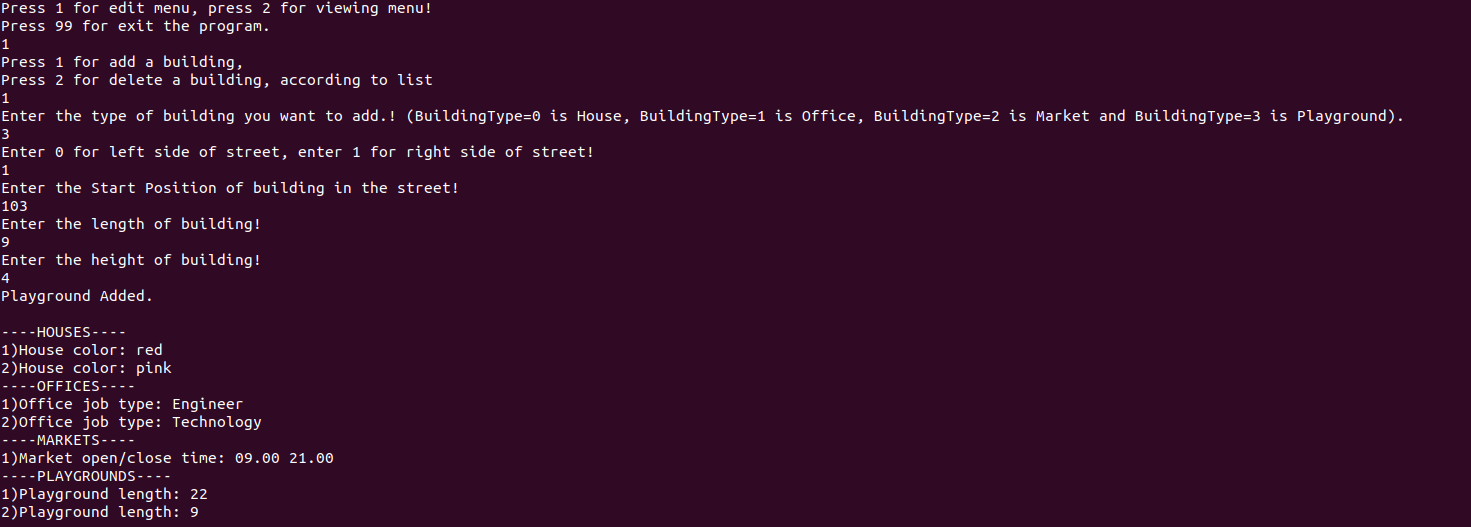 Press 1 for edit menu, press 2 for viewing menu!
Press 99 for exit the program.
1
Press 1 for add a building,
Press 2 for delete a building, according to list
1
Enter the type of building you want to add.! (BuildingType=0 is House, BuildingType=1 is Office, BuildingType=2 is Market and BuildingType=3 is Playground).
3
Enter 0 for left side of street, enter 1 for right side of street!
1
Enter the Start Position of building in the street!
103
Enter the length of building!
9
Enter the height of building!
4
Playground Added.
----HOUSES----
1)House color: red
2)House color: pink
----OFFICES----
1)Office job type: Engineer
2)Office job type: Technology
----MARKETS----
1)Market open/close time: 09.00 21.00
----PLAYGROUNDS----
1)Playground length: 22
2)Playground length: 9